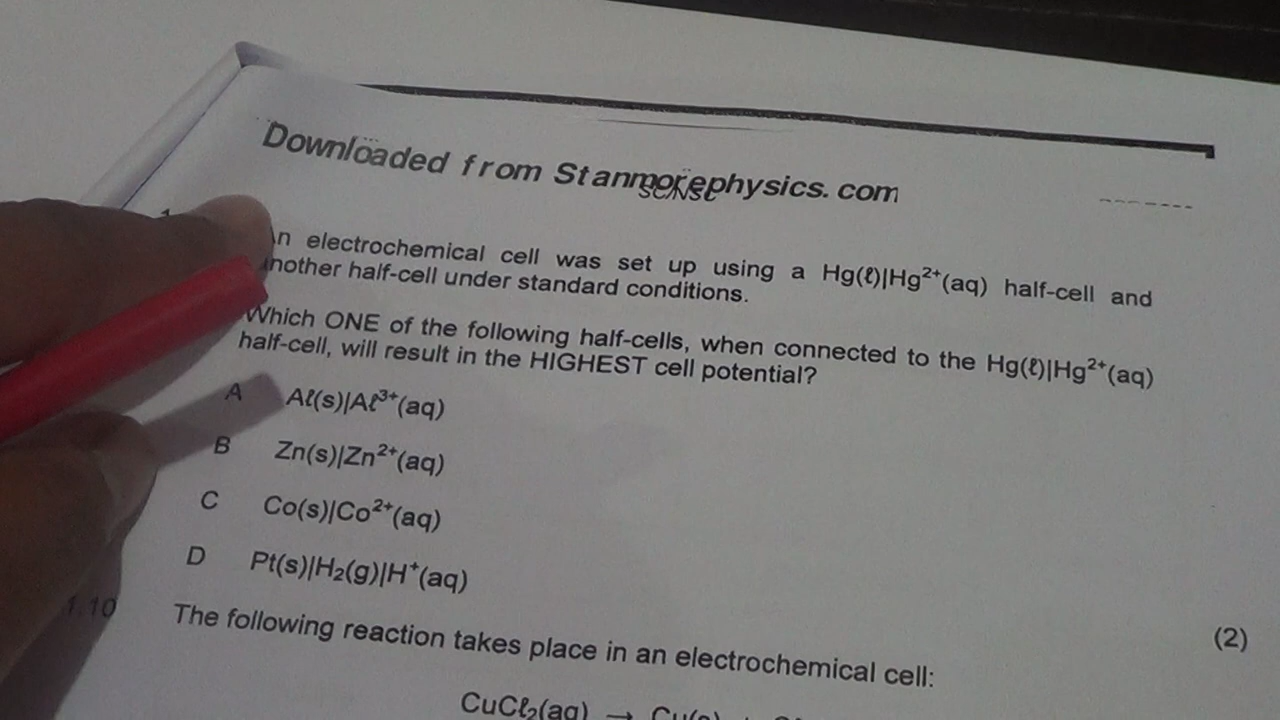 Downloaded from Stanmorephysics.com
An electrochemical cell was set up using a Hg(ℓ)|Hg²⁺(aq) half-cell and
another half-cell under standard conditions.
Which ONE of the following half-cells, when connected to the Hg(ℓ)|Hg²⁺(aq)
half-cell, will result in the HIGHEST cell potential?
A Aℓ(s)|Aℓ³⁺(aq)
B Zn(s)|Zn²⁺(aq)
C Co(s)|Co²⁺(aq)
D Pt(s)|H₂(g)|H⁺(aq)
(2)
1.10 The following reaction takes place in an electrochemical cell:
CuCℓ₂(aq) → Cu(s) +